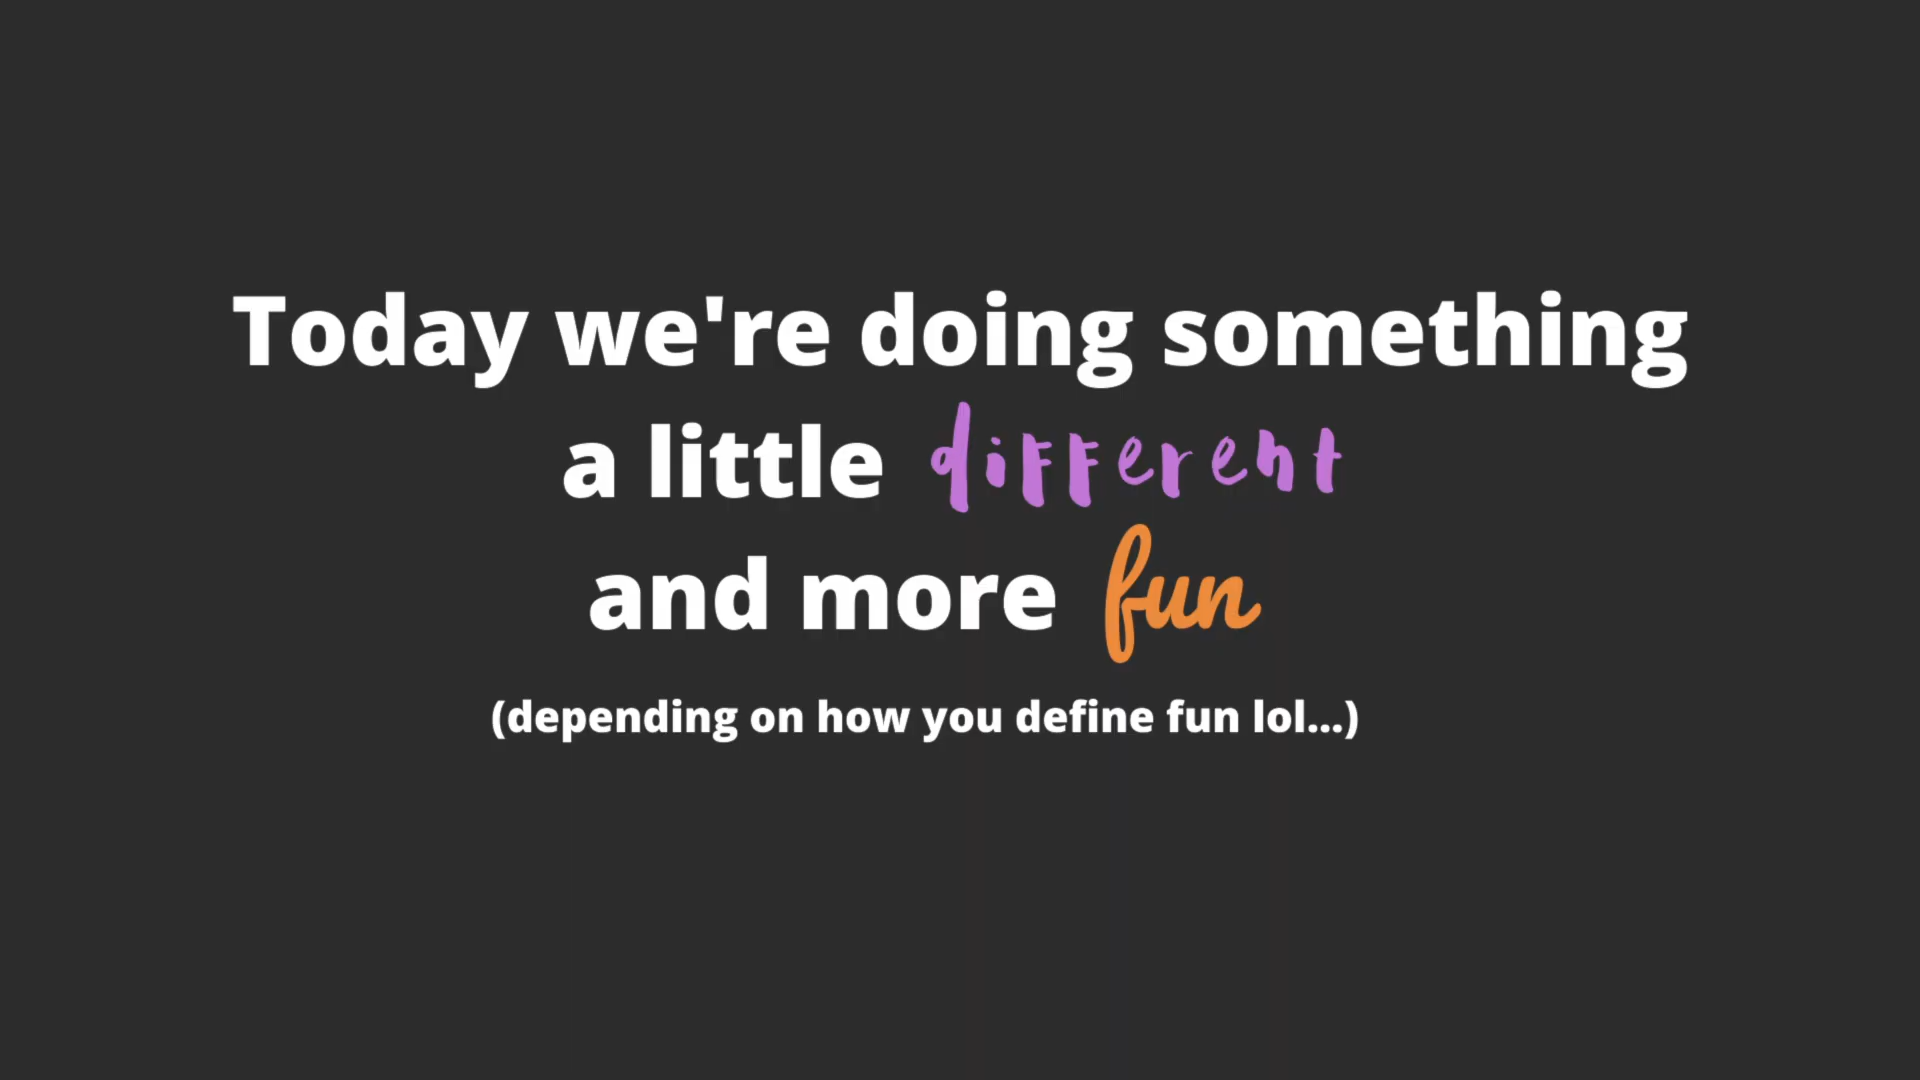 Today we're doing something
a little different
and more fun
(depending on how you define fun lol...)